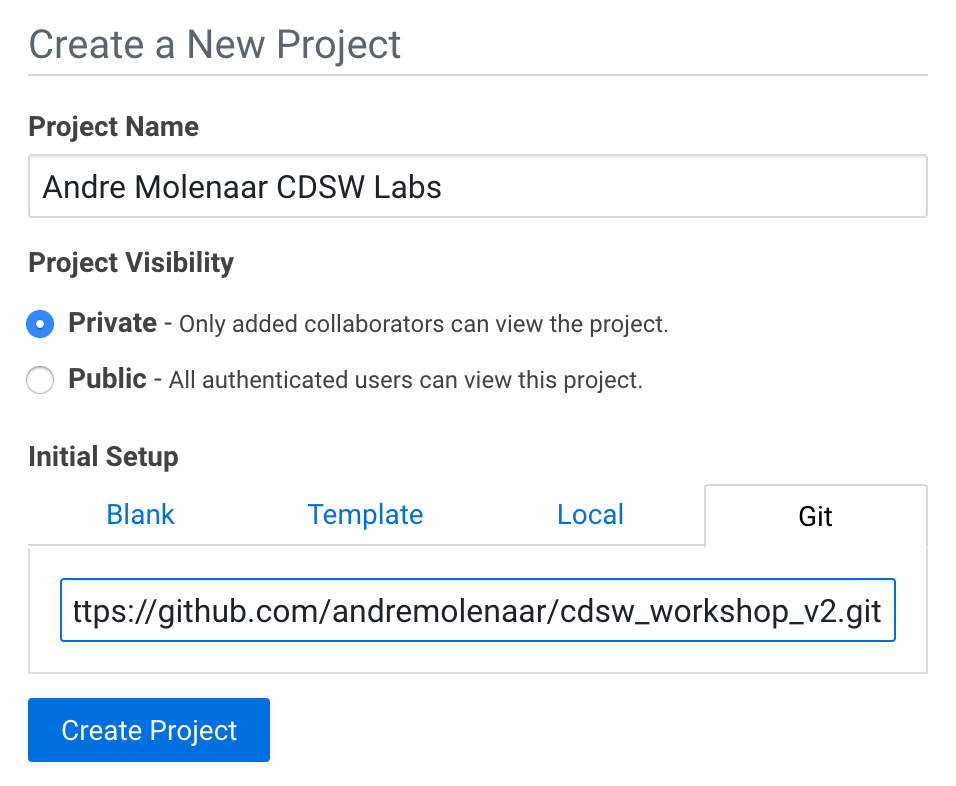 Create a New Project
Project Name
Andre Molenaar CDSW Labs
Project Visibility
Private - Only added collaborators can view the project.
Public - All authenticated users can view this project.
Initial Setup
Blank Template Local Git
ttps://github.com/andremolenaar/cdsw_workshop_v2.git
Create Project